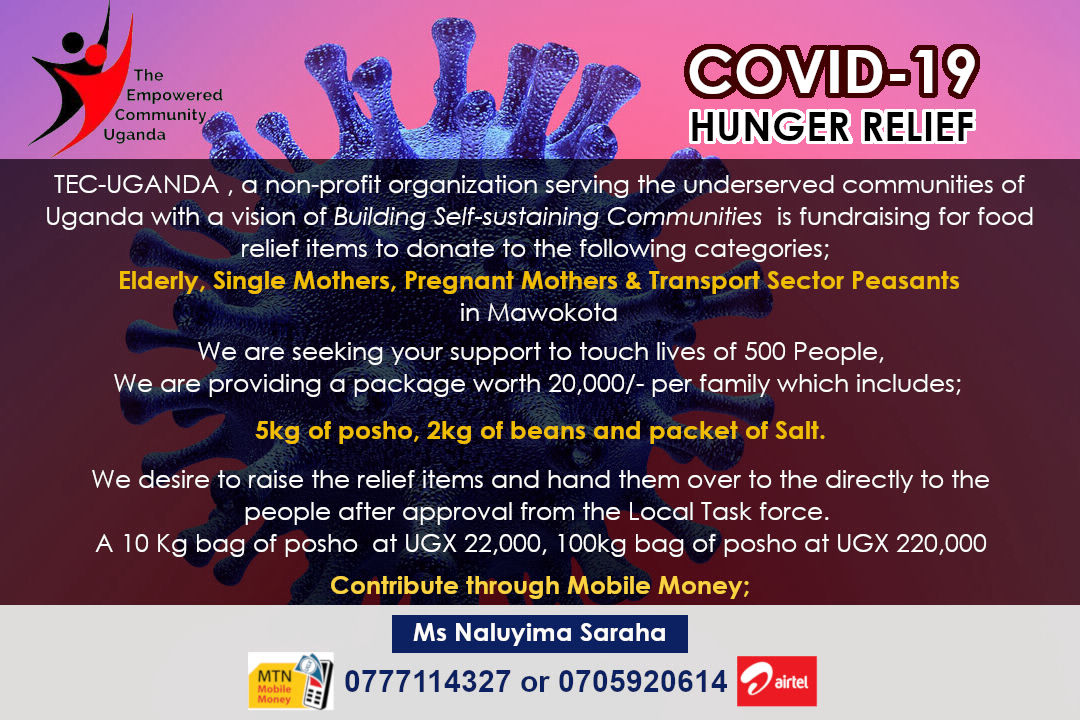 The
Empowered
Community
Uganda
COVID-19
HUNGER RELIEF
TEC-UGANDA , a non-profit organization serving the underserved communities of
Uganda with a vision of Building Self-sustaining Communities is fundraising for food
relief items to donate to the following categories;
Elderly, Single Mothers, Pregnant Mothers & Transport Sector Peasants
in Mawokota
We are seeking your support to touch lives of 500 People,
We are providing a package worth 20,000/- per family which includes;
5kg of posho, 2kg of beans and packet of Salt.
We desire to raise the relief items and hand them over to the directly to the
people after approval from the Local Task force.
A 10 Kg bag of posho at UGX 22,000, 100kg bag of posho at UGX 220,000
Contribute through Mobile Money;
Ms Naluyima Saraha
MTN
Mobile
Money
0777114327 or 0705920614
airtel